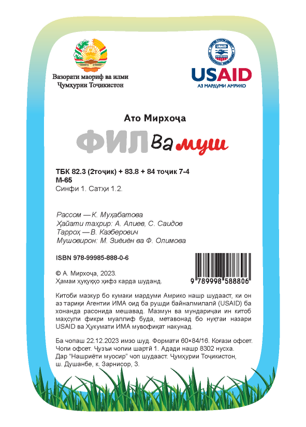 Вазорати маориф ва илми
Ҷумҳурии Тоҷикистон
USAID
АЗ МАРДУМИ АМРИКО
Ато Мирхоҷа
ФИЛ Ва муш
ТБК 82.3 (2тоҷик) + 83.8 + 84 тоҷик 7-4
М-65
Синфи 1. Сатҳи 1.2.
Рассом — К. Муҳабатова
Ҳайати таҳрир: А. Алиев, С. Саидов
Тарроҳ — В. Казберович
Мушовирон: М. Зиёиён ва Ф. Олимова
ISBN 978-99985-888-0-6
© А. Мирхоҷа, 2023.
Ҳамаи ҳуқуқҳо ҳифз карда шудаанд.
9 789998 588806
Китоби мазкур бо кумаки мардуми Амрико нашр шудааст, ки он
аз тариқи Агентии ИМА оид ба рушди байналмилалӣ (USAID) ба
хонанда расонида мешавад. Мазмун ва мундариҷаи ин китоб
маҳсули фикри муаллиф буда, метавонад бо нуқтаи назари
USAID ва Ҳукумати ИМА мувофиқат накунад.
Ба чопаш 22.12.2023 имзо шуд. Формати 60×84/16. Коғази офсет.
Чопи офсет. Ҷузъи чопии шартӣ 1. Адади нашр 8302 нусха.
Дар “Нашриёти муосир” чоп шудааст. Ҷумҳурии Тоҷикистон,
ш. Душанбе, к. Зарнисор, 3.